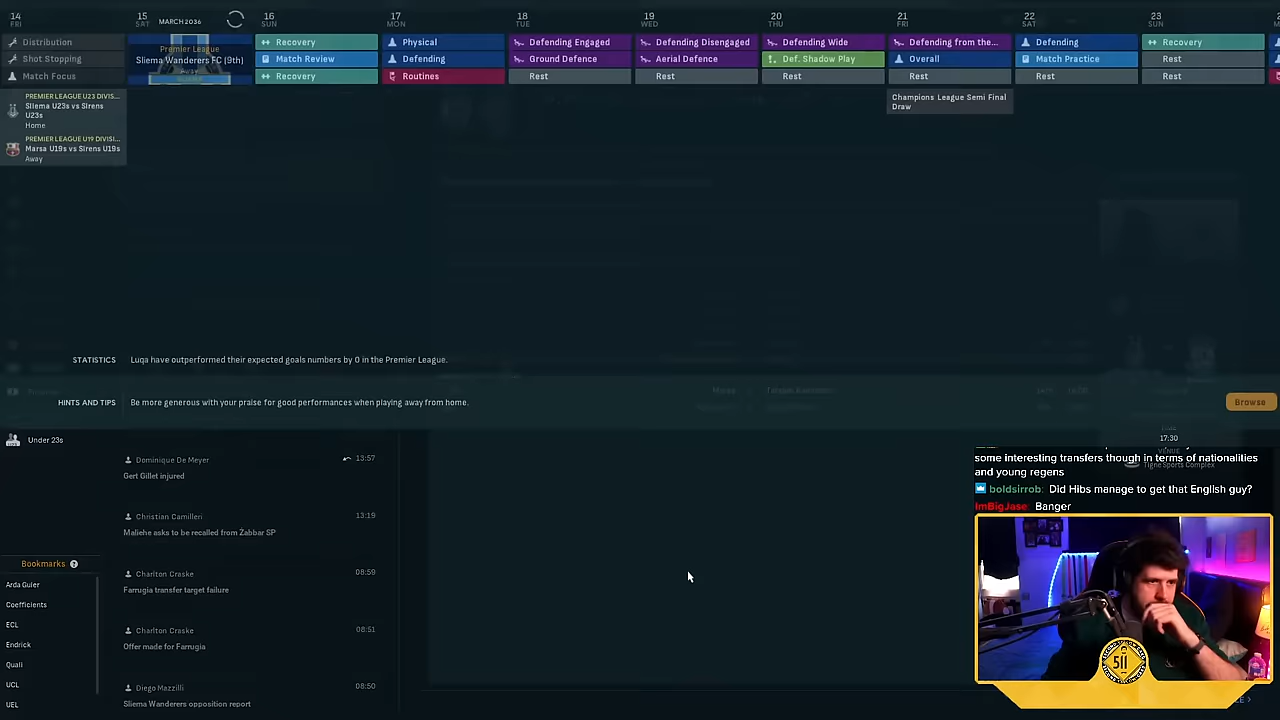 14
FRI
15
SAT
MARCH 2036
16
SUN
17
MON
18
TUE
19
WED
20
THU
21
FRI
22
SAT
23
SUN
Distribution
Premier League
Recovery
Physical
Defending Engaged
Defending Disengaged
Defending Wide
Defending from the...
Defending
Recovery
Shot Stopping
Sliema Wanderers FC (9th)
Away
Match Review
Defending
Ground Defence
Aerial Defence
Def. Shadow Play
Overall
Match Practice
Rest
Match Focus
Recovery
Routines
Rest
Rest
Rest
Rest
Rest
Rest
PREMIER LEAGUE U23 DIVIS...
Sliema U23s vs Sirens
U23s
Home
PREMIER LEAGUE U19 DIVISI...
Marsa U19s vs Sirens U19s
Away
Champions League Semi Final
Draw
STATISTICS
Luqa have outperformed their expected goals numbers by 0 in the Premier League.
HINTS AND TIPS
Be more generous with your praise for good performances when playing away from home.
Browse
17:30
VENUE
Tigne Sports Complex
Under 23s
Dominique De Meyer
13:57
Gert Gillet injured
Christian Camilleri
13:19
Maliehe asks to be recalled from Żabbar SP
Charlton Craske
08:59
Farrugia transfer target failure
Charlton Craske
08:51
Offer made for Farrugia
Diego Mazzilli
08:50
Sliema Wanderers opposition report
Bookmarks
Arda Guler
Coefficients
ECL
Endrick
Quali
UCL
UEL
some interesting transfers though in terms of nationalities
and young regens
boldsirrob: Did Hibs manage to get that English guy?
ImBigJase: Banger
511